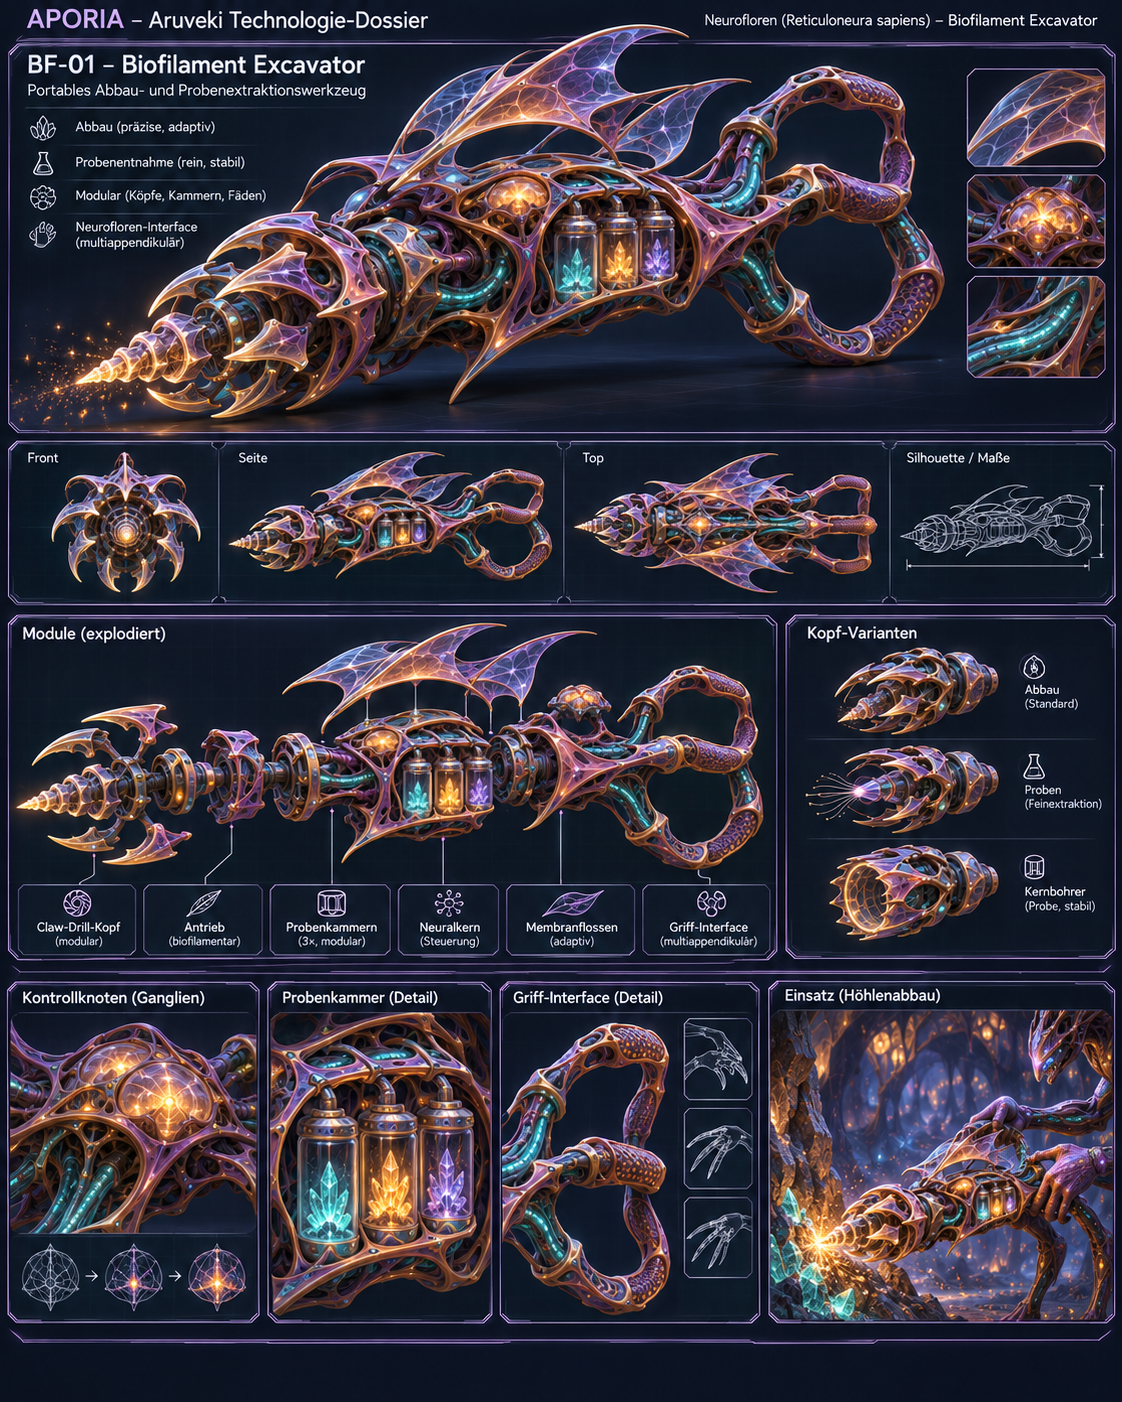 APORIA – Aruveki Technologie-Dossier
Neurofloren (Reticuloneura sapiens) – Biofilament Excavator
BF-01 – Biofilament Excavator
Portables Abbau- und Probenextraktionswerkzeug
Abbau (präzise, adaptiv)
Probenentnahme (rein, stabil)
Modular (Köpfe, Kammern, Fäden)
Neurofloren-Interface
(multiappendikulär)
Front
Seite
Top
Silhouette / Maße
Module (explodiert)
Claw-Drill-Kopf
(modular)
Antrieb
(biofilamentar)
Probenkammern
(3×, modular)
Neuralkern
(Steuerung)
Membranflossen
(adaptiv)
Griff-Interface
(multiappendikulär)
Kopf-Varianten
Abbau
(Standard)
Proben
(Feinextraktion)
Kernbohrer
(Probe, stabil)
Kontrollknoten (Ganglien)
Probenkammer (Detail)
Griff-Interface (Detail)
Einsatz (Höhlenabbau)